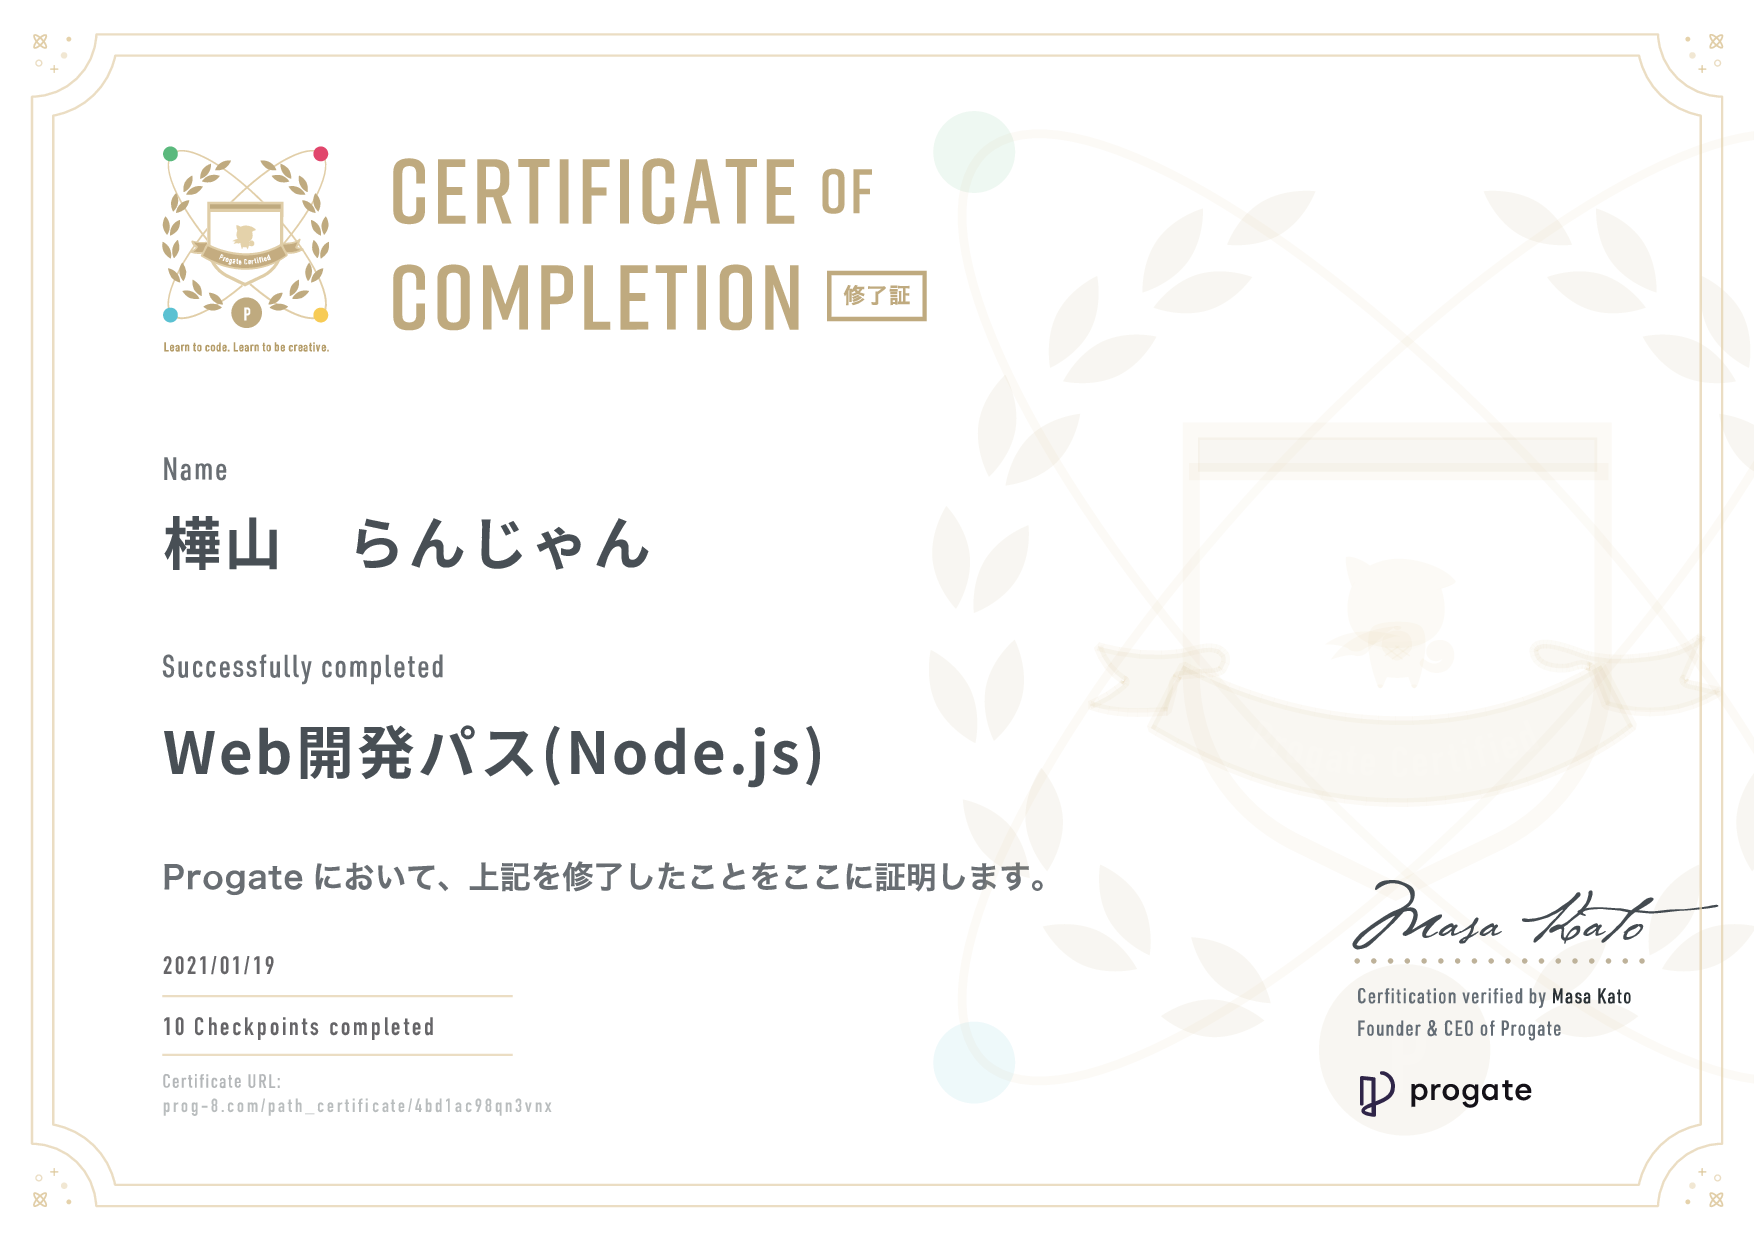 CERTIFICATE OF
COMPLETION 修了証
Progate Certified
P
Learn to code. Learn to be creative.
Name
樺山　らんじゃん
Successfully completed
Web開発パス(Node.js)
Progate において、上記を修了したことをここに証明します。
2021/01/19
10 Checkpoints completed
Certificate URL:
prog-8.com/path_certificate/4bd1ac98qn3vnx
Masa Kato
Cerfitication verified by Masa Kato
Founder & CEO of Progate
progate